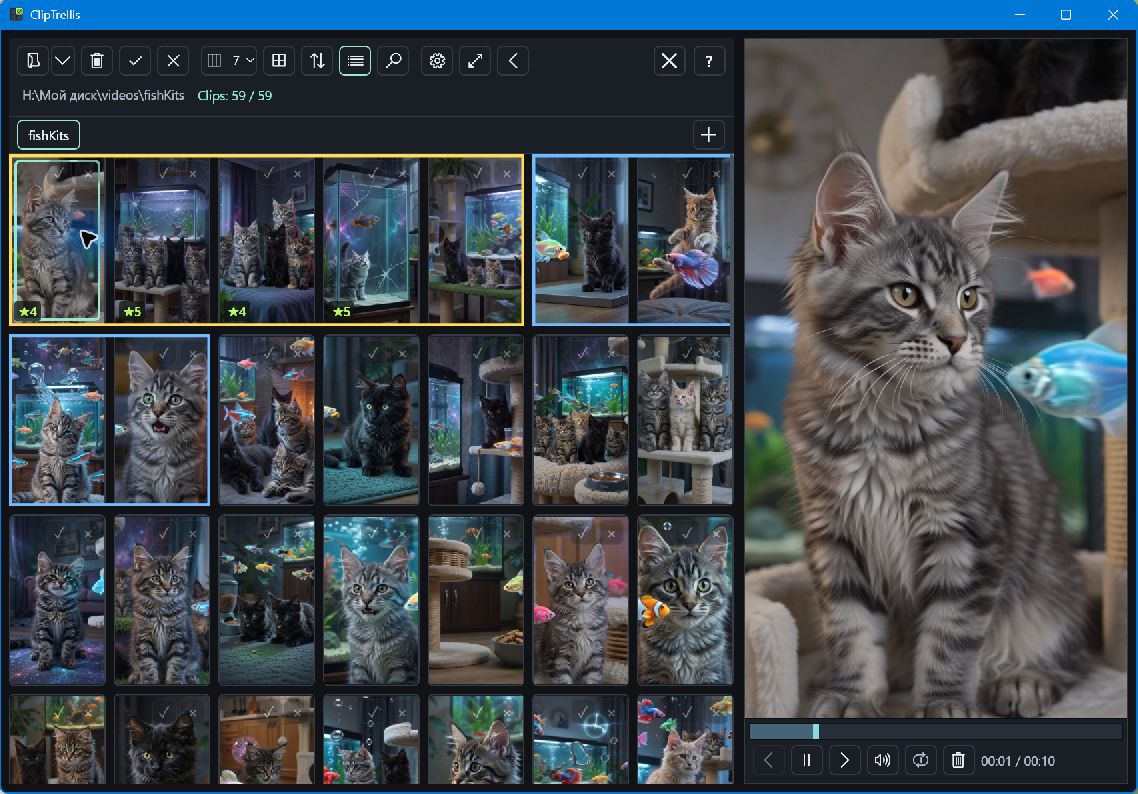 ClipTrellis
7
?
H:\Мой диск\videos\fishKits Clips: 59 / 59
fishKits
★4 ★5 ★4 ★5
00:01 / 00:10